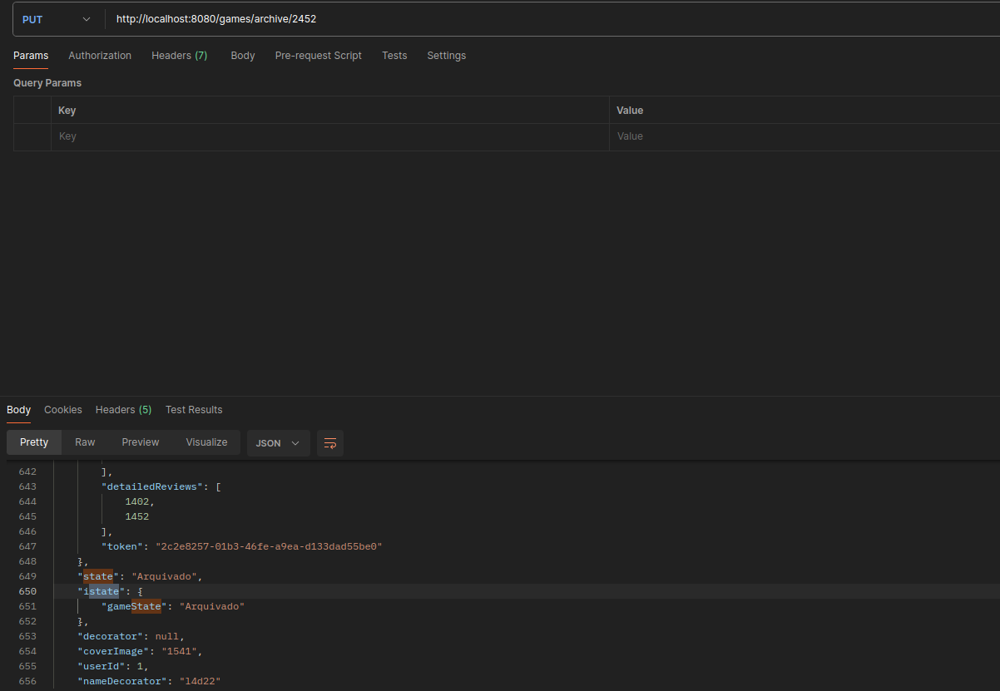 PUT http://localhost:8080/games/archive/2452
Params Authorization Headers (7) Body Pre-request Script Tests Settings
Query Params
Key Value
Key Value
Body Cookies Headers (5) Test Results
Pretty Raw Preview Visualize JSON
642 ],
643 "detailedReviews": [
644 1402,
645 1452
646 ],
647 "token": "2c2e8257-01b3-46fe-a9ea-d133dad55be0"
648 },
649 "state": "Arquivado",
650 "istate": {
651 "gameState": "Arquivado"
652 },
653 "decorator": null,
654 "coverImage": "1541",
655 "userId": 1,
656 "nameDecorator": "l4d22"